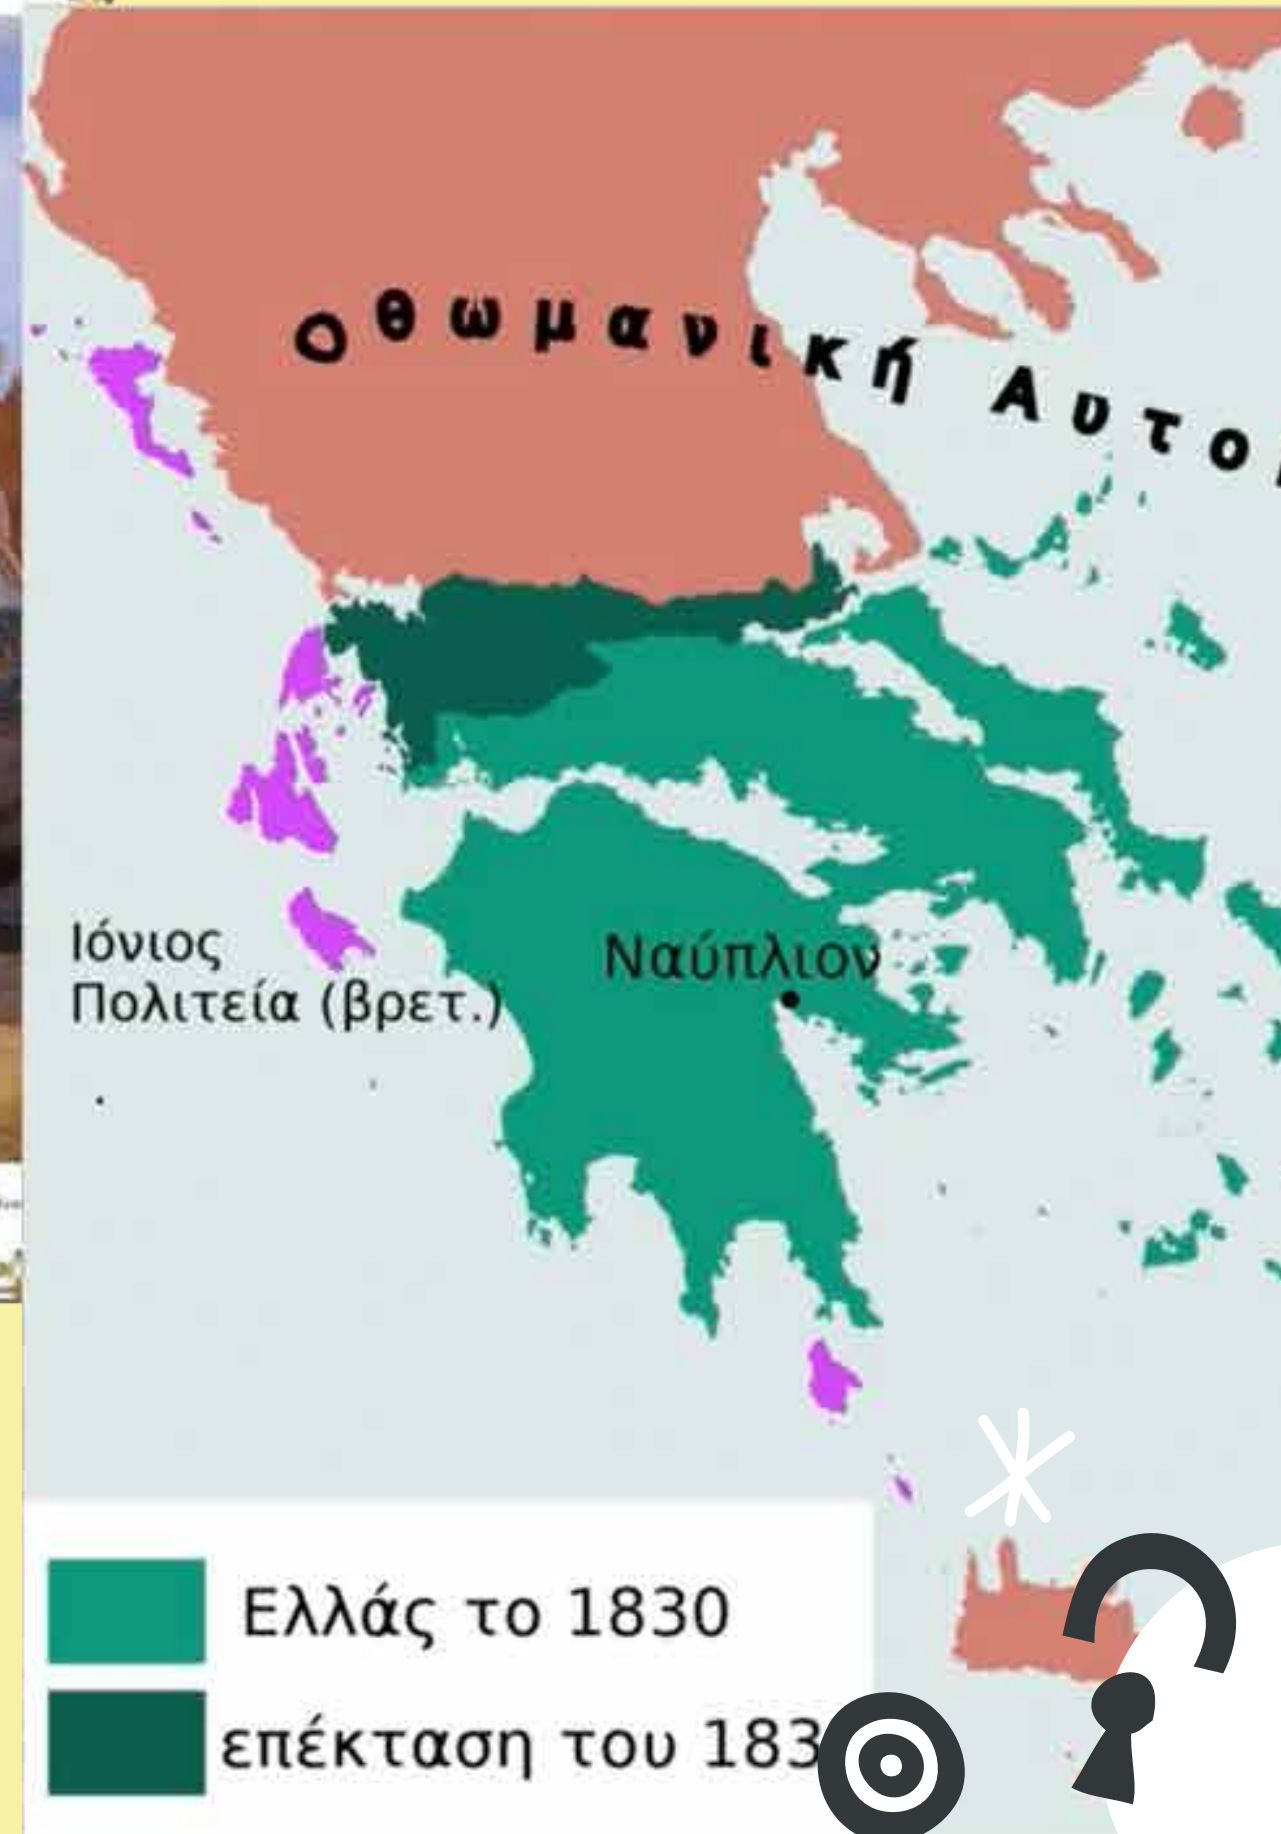 Οθωμανική Αυτο
Ιόνιος
Πολιτεία (βρετ.)
Ναύπλιον
Ελλάς το 1830
επέκταση του 183